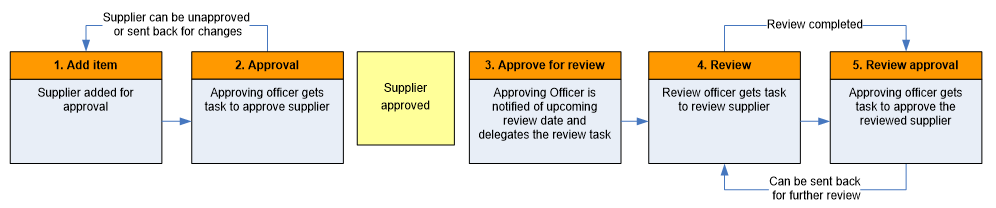 Supplier can be unapproved
or sent back for changes
Review completed
1. Add item
Supplier added for
approval
2. Approval
Approving officer gets
task to approve supplier
Supplier
approved
3. Approve for review
Approving Officer is
notified of upcoming
review date and
delegates the review task
4. Review
Review officer gets task
to review supplier
5. Review approval
Approving officer gets
task to approve the
reviewed supplier
Can be sent back
for further review